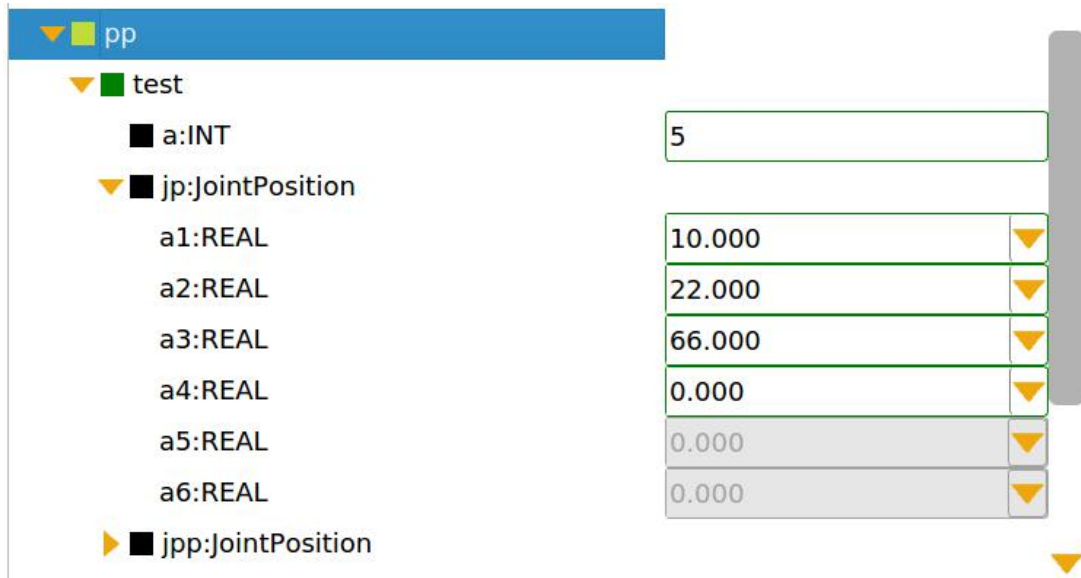 pp
test
a:INT 5
jp:JointPosition
a1:REAL 10.000
a2:REAL 22.000
a3:REAL 66.000
a4:REAL 0.000
a5:REAL 0.000
a6:REAL 0.000
jpp:JointPosition